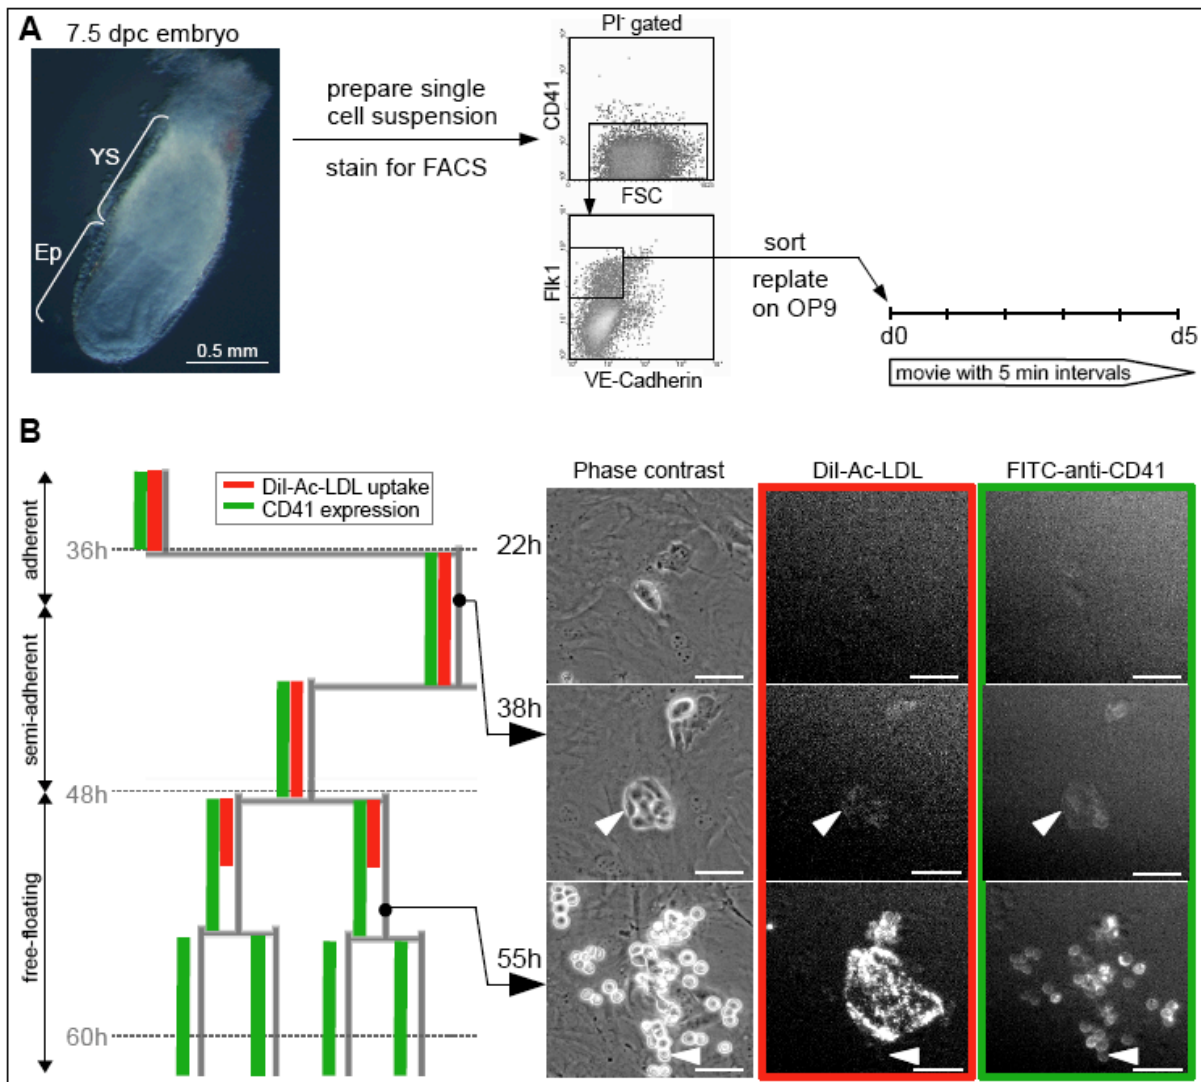 A
7.5 dpc embryo
YS
Ep
0.5 mm
prepare single
cell suspension
stain for FACS
PI⁻ gated
CD41
FSC
Flk1
VE-Cadherin
sort
replate
on OP9
d0
d5
movie with 5 min intervals
B
DiI-Ac-LDL uptake
CD41 expression
adherent
semi-adherent
free-floating
36h
48h
60h
Phase contrast
DiI-Ac-LDL
FITC-anti-CD41
22h
38h
55h